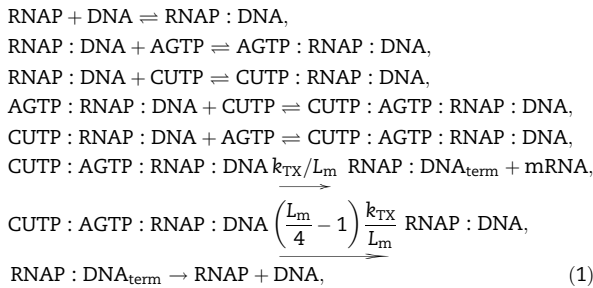 RNAP + DNA ⇌ RNAP : DNA,
RNAP : DNA + AGTP ⇌ AGTP : RNAP : DNA,
RNAP : DNA + CUTP ⇌ CUTP : RNAP : DNA,
AGTP : RNAP : DNA + CUTP ⇌ CUTP : AGTP : RNAP : DNA,
CUTP : RNAP : DNA + AGTP ⇌ CUTP : AGTP : RNAP : DNA,
CUTP : AGTP : RNAP : DNA k_TX/L_m → RNAP : DNA_term + mRNA,
CUTP : AGTP : RNAP : DNA (L_m/4 − 1) k_TX/L_m → RNAP : DNA,
RNAP : DNA_term → RNAP + DNA, (1)